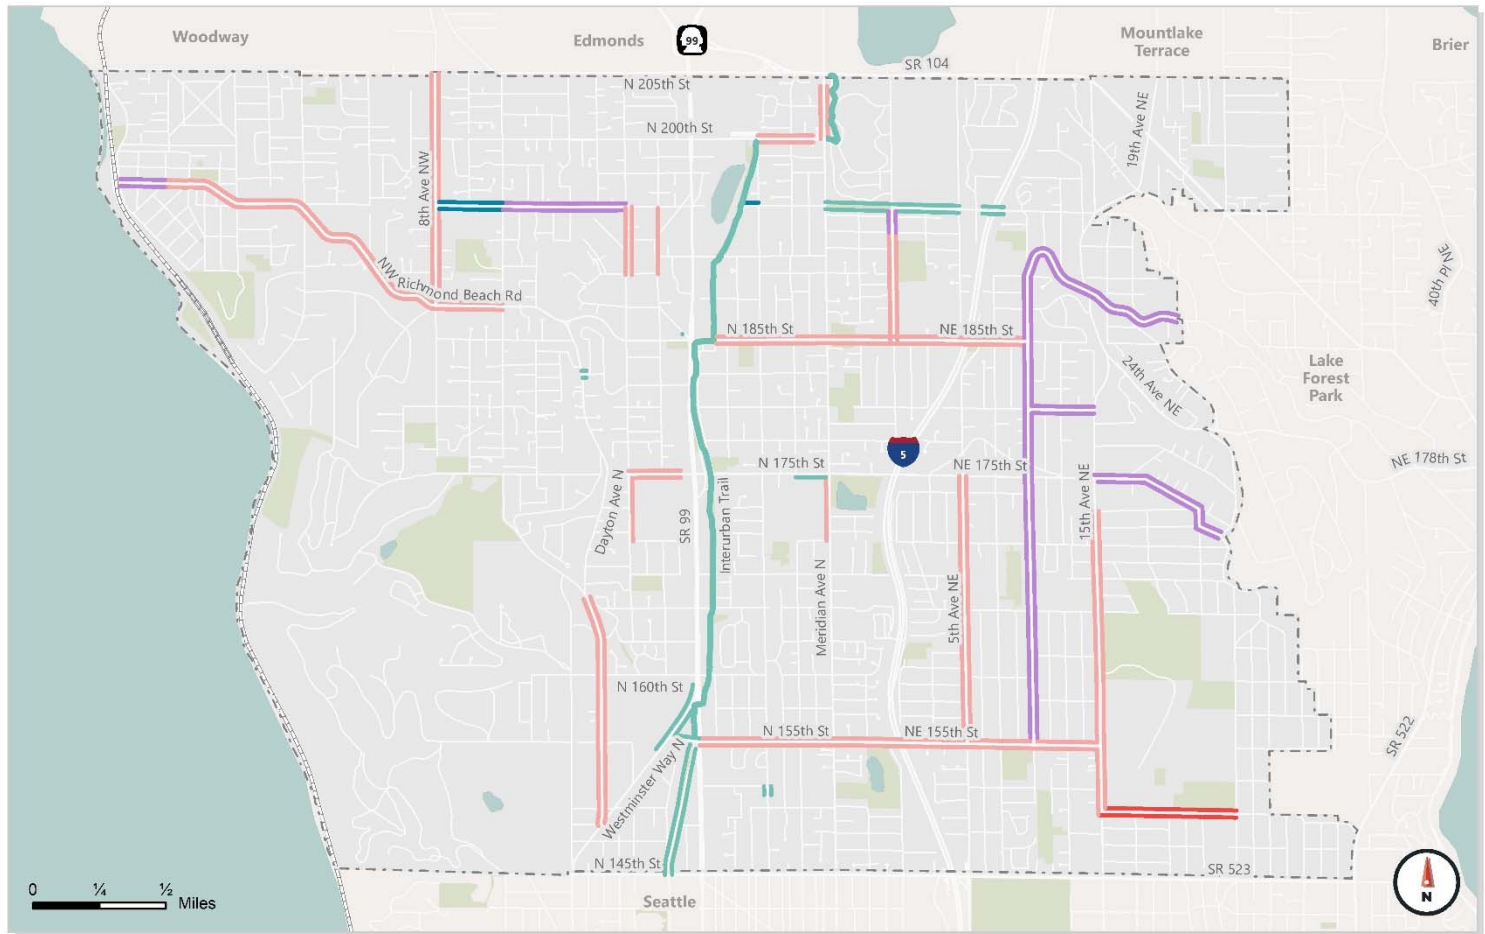 Woodway
Edmonds
99
Mountlake
Terrace
Brier
SR 104
N 205th St
N 200th St
19th Ave NE
8th Ave NW
40th Pl NE
NW Richmond Beach Rd
N 185th St
NE 185th St
Lake
Forest
Park
24th Ave NE
5
N 175th St
NE 175th St
NE 178th St
Dayton Ave N
SR 99
Interurban Trail
15th Ave NE
Meridian Ave N
5th Ave NE
N 160th St
N 155th St
NE 155th St
SR 522
Westminster Way N
N 145th St
SR 523
0 ¼ ½
Miles
Seattle
N